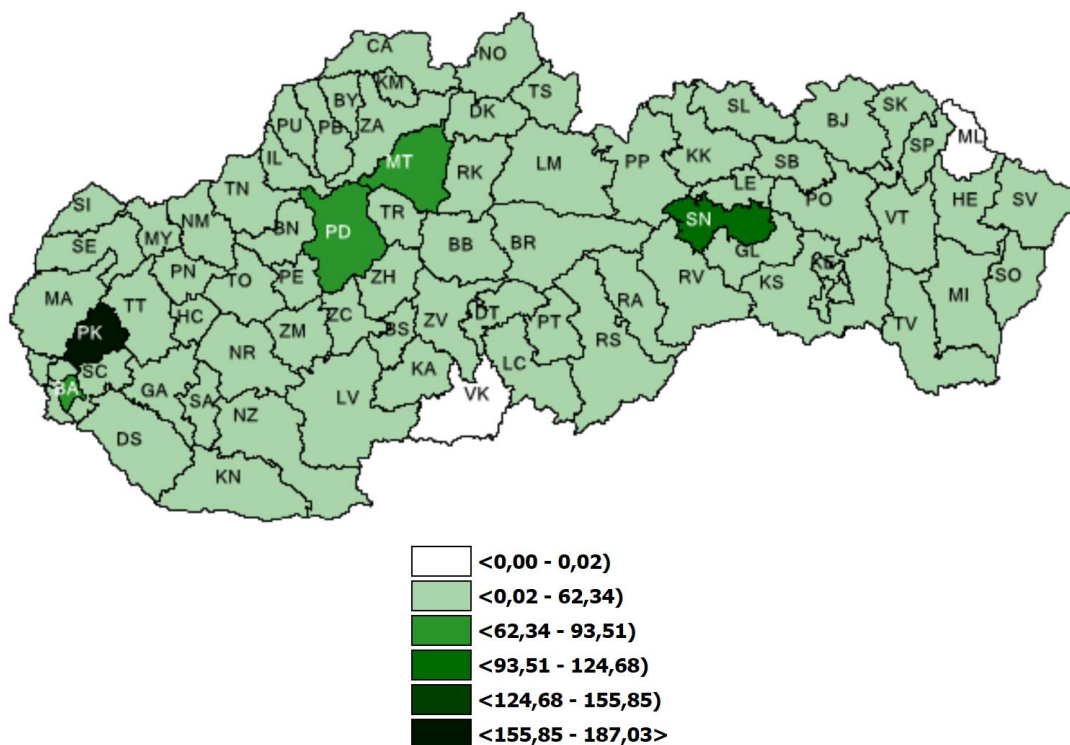 CA
NO
KM
TS
BY
PU
PB
ZA
DK
SL
SK
BJ
ML
IL
MT
RK
LM
PP
KK
SB
SP
TN
LE
SI
NM
TR
SN
PO
VT
HE
SV
SE
MY
BN
PD
BB
BR
GL
PN
TO
PE
ZH
RV
KS
KE
SO
MA
TT
HC
ZM
ZC
BS
ZV
DT
PT
RA
MI
PK
NR
RS
TV
SC
GA
SA
KA
LC
BA
NZ
LV
VK
DS
KN
<0,00 - 0,02)
<0,02 - 62,34)
<62,34 - 93,51)
<93,51 - 124,68)
<124,68 - 155,85)
<155,85 - 187,03>